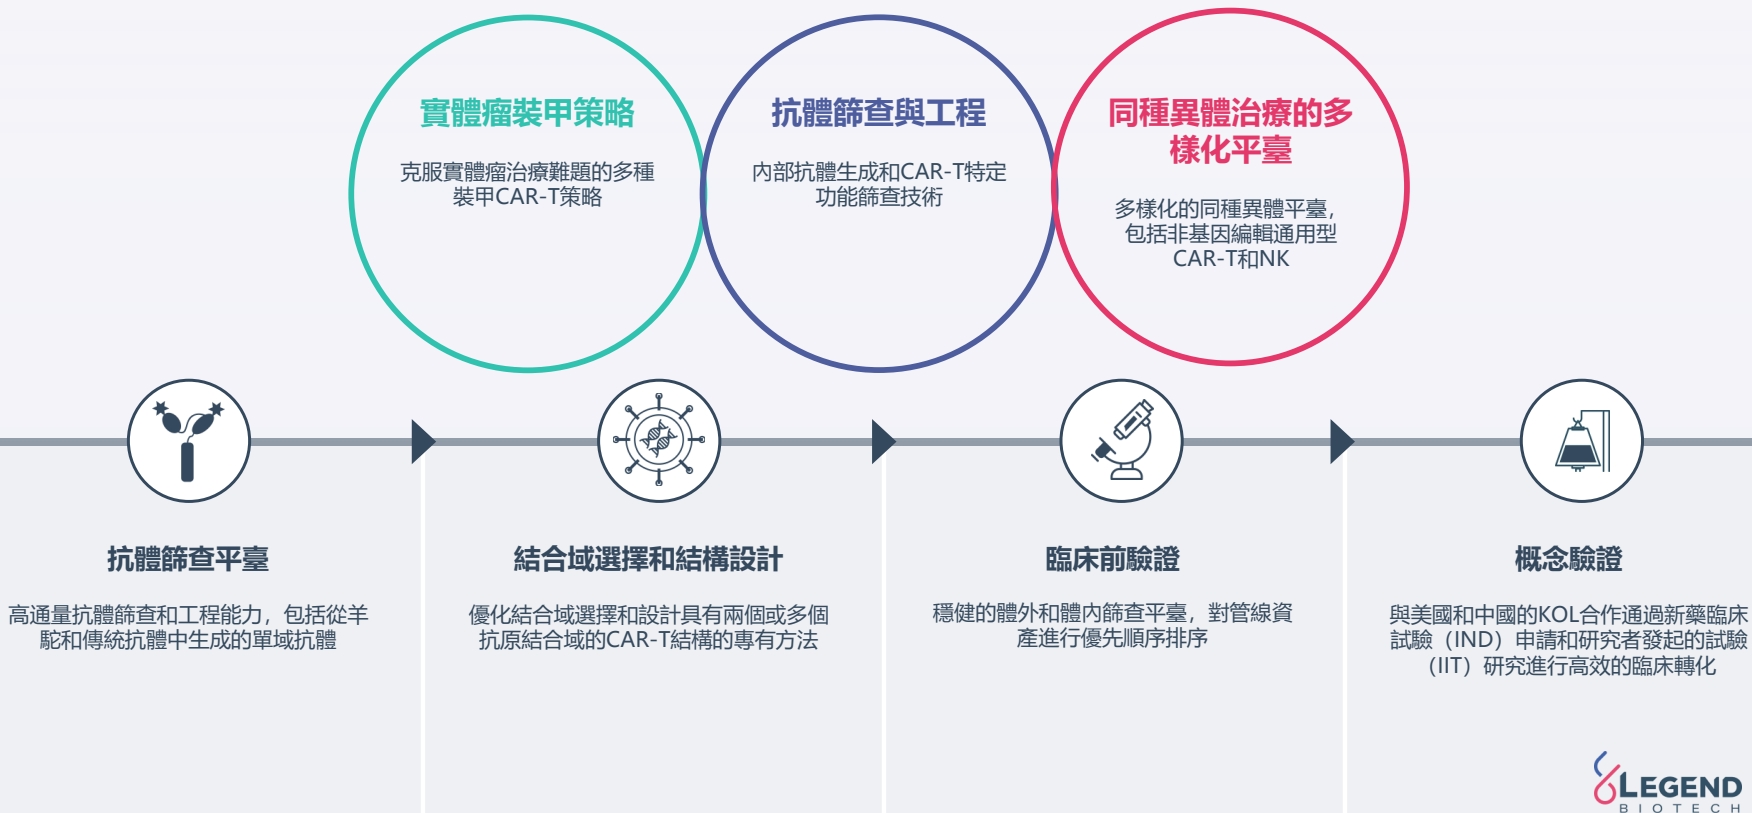 實體瘤裝甲策略
克服實體瘤治療難題的多種
裝甲CAR-T策略
抗體篩查與工程
內部抗體生成和CAR-T特定
功能篩查技術
同種異體治療的多
樣化平臺
多樣化的同種異體平臺，
包括非基因編輯通用型
CAR-T和NK
抗體篩查平臺
高通量抗體篩查和工程能力，包括從羊
駝和傳統抗體中生成的單域抗體
結合域選擇和結構設計
優化結合域選擇和設計具有兩個或多個
抗原結合域的CAR-T結構的專有方法
臨床前驗證
穩健的體外和體內篩查平臺，對管線資
產進行優先順序排序
概念驗證
與美國和中國的KOL合作通過新藥臨床
試驗（IND）申請和研究者發起的試驗
（IIT）研究進行高效的臨床轉化
LEGEND
BIOTECH